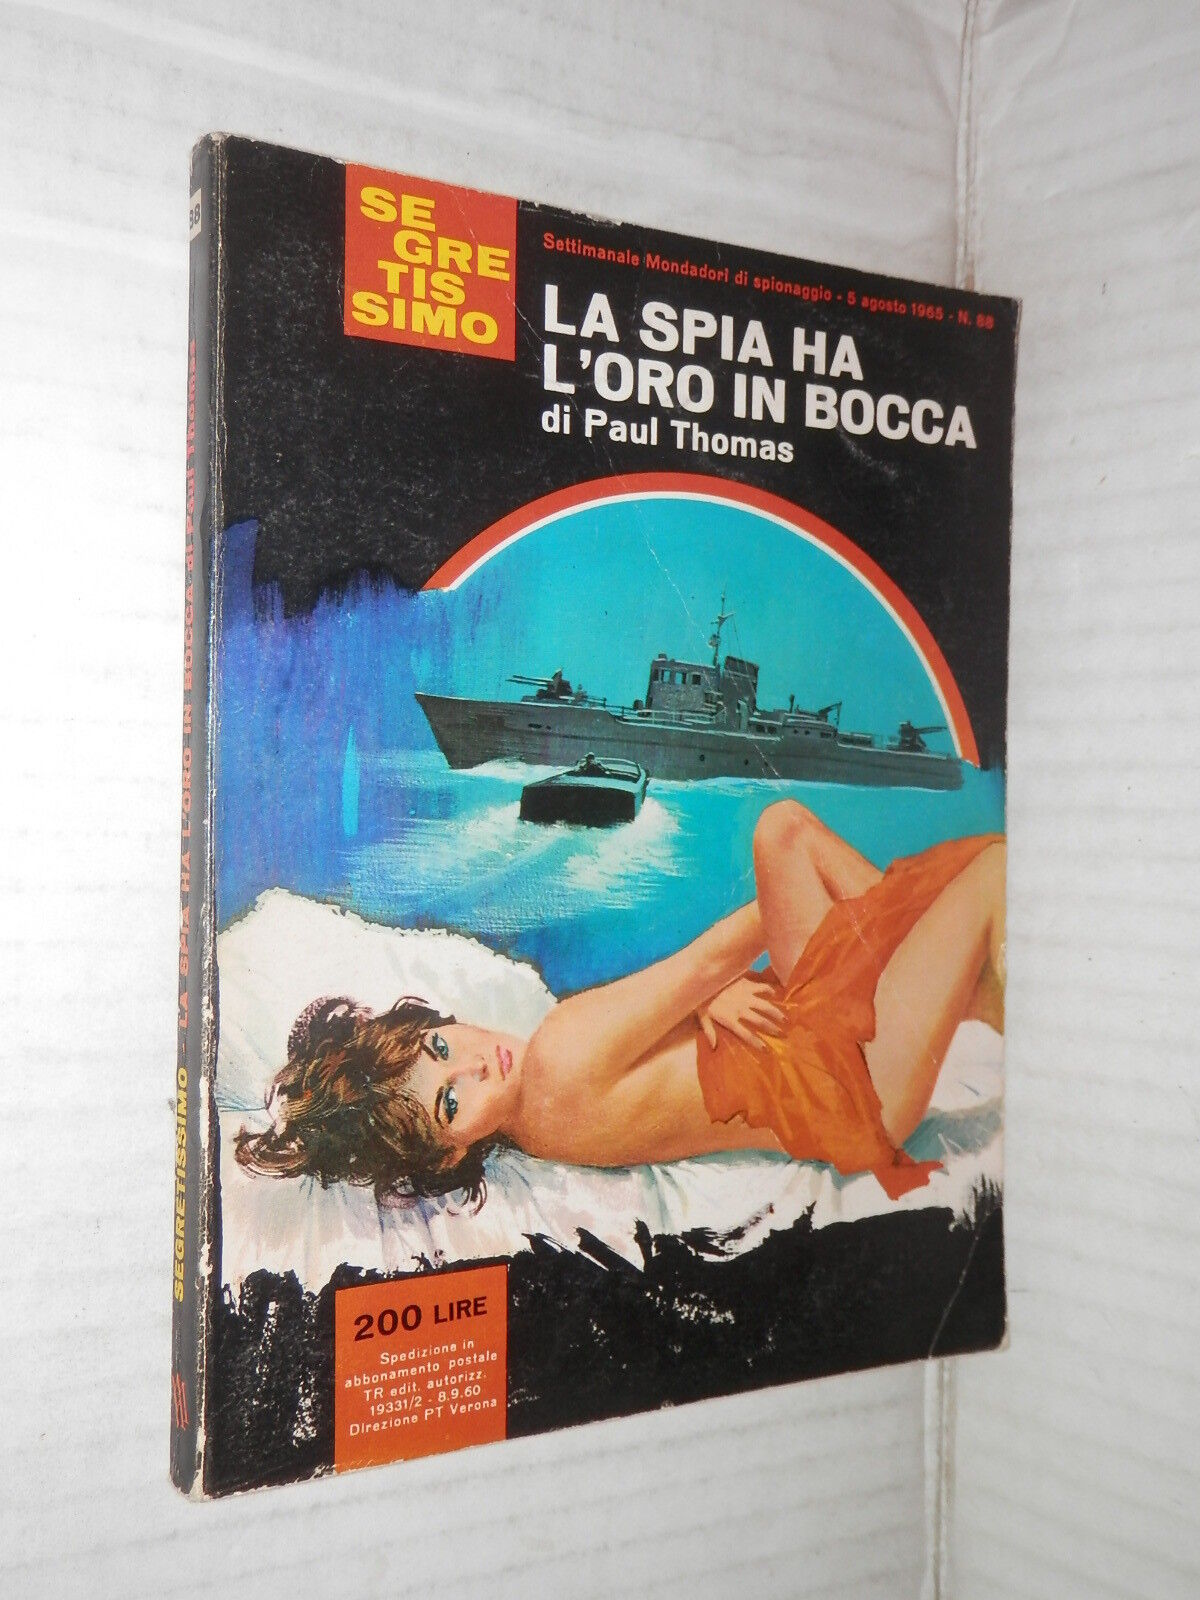 SE
GRE
TIS
SIMO
Settimanale Mondadori di spionaggio - 5 agosto 1965 - N. 88
LA SPIA HA
L'ORO IN BOCCA
di Paul Thomas
200 LIRE
Spedizione in
abbonamento postale
TR edit. autorizz.
19331/2 - 8.9.60
Direzione PT Verona
88
SEGRETISSIMO - LA SPIA HA L'ORO IN BOCCA di Paul Thomas